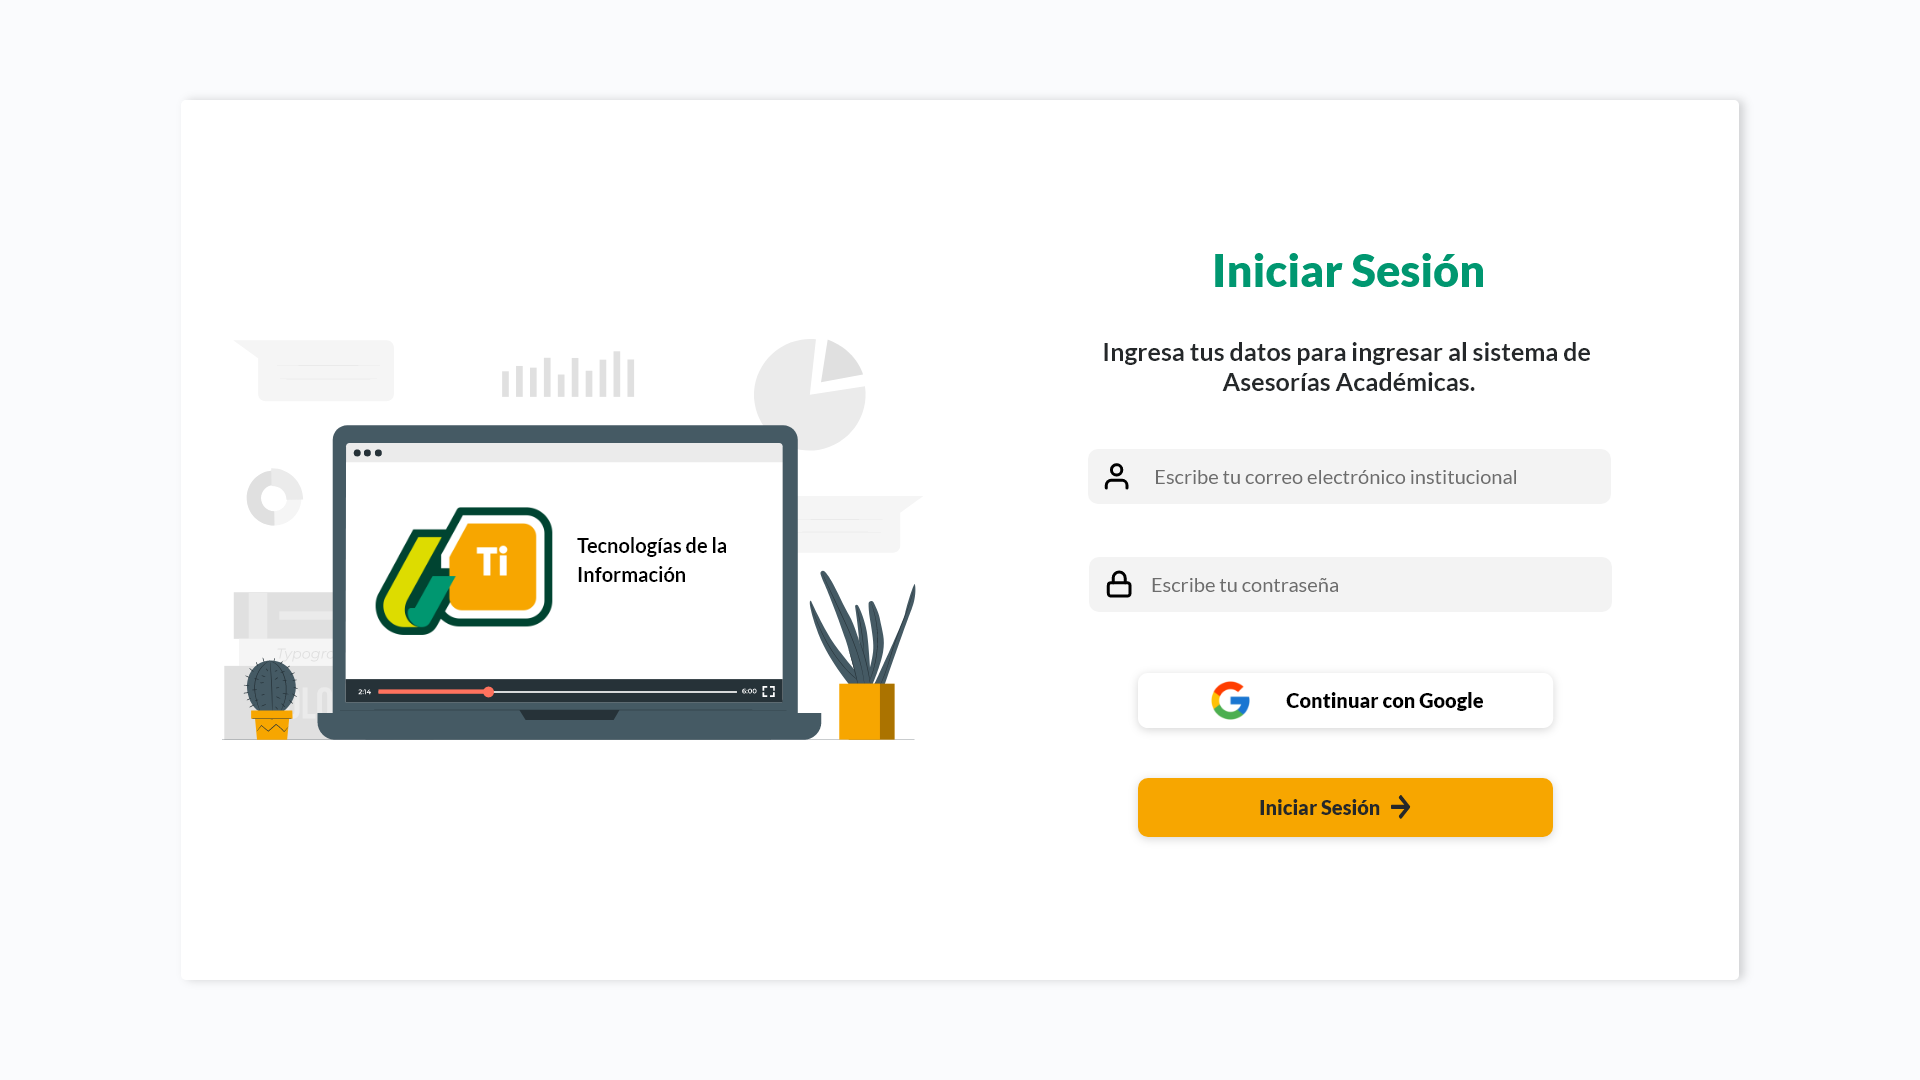 Iniciar Sesión
Ingresa tus datos para ingresar al sistema de
Asesorías Académicas.
Escribe tu correo electrónico institucional
Escribe tu contraseña
Continuar con Google
Iniciar Sesión
Ti
Tecnologías de la
Información
2:14
6:00
Typogra